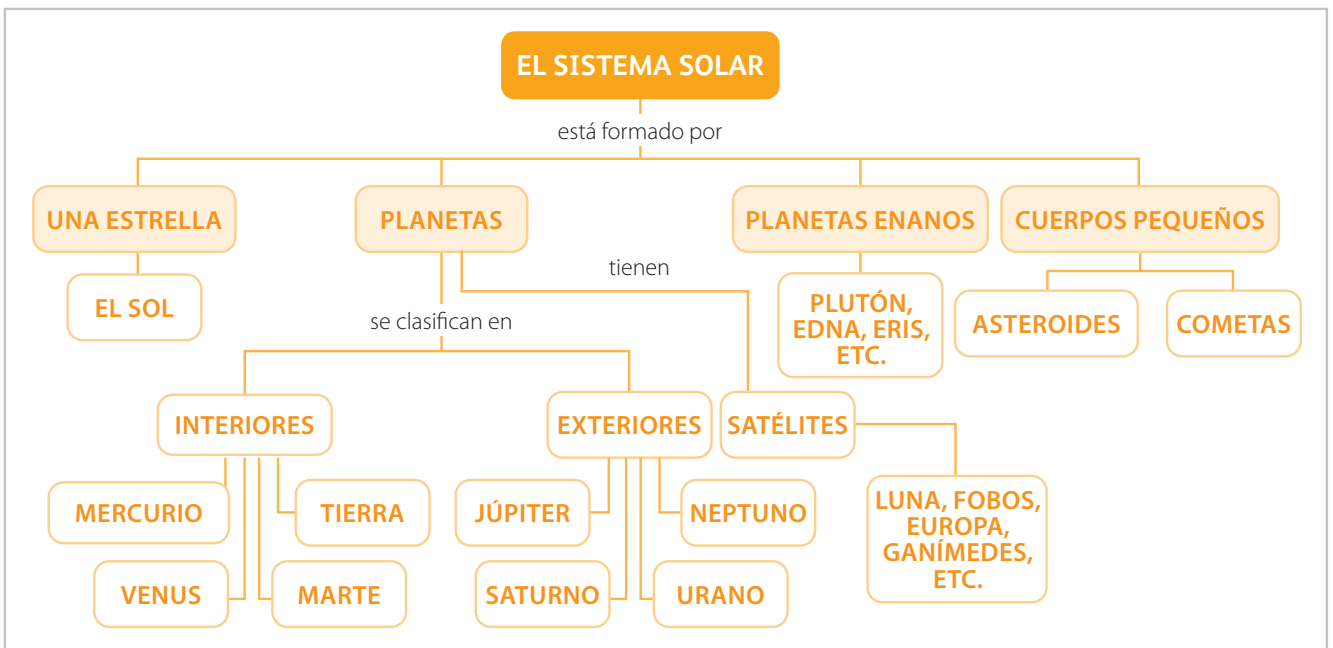 EL SISTEMA SOLAR
está formado por
UNA ESTRELLA
PLANETAS
PLANETAS ENANOS
CUERPOS PEQUEÑOS
EL SOL
tienen
se clasifican en
PLUTÓN,
EDNA, ERIS,
ETC.
ASTEROIDES
COMETAS
INTERIORES
EXTERIORES
SATÉLITES
MERCURIO
TIERRA
JÚPITER
NEPTUNO
VENUS
MARTE
SATURNO
URANO
LUNA, FOBOS,
EUROPA,
GANÍMEDES,
ETC.